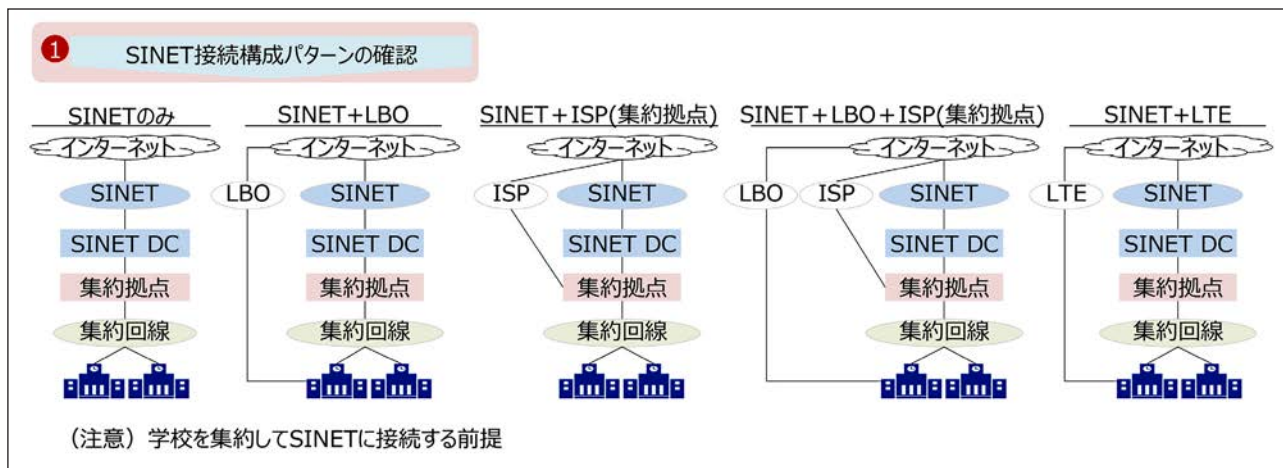 1
SINET接続構成パターンの確認
SINETのみ
インターネット
SINET
SINET DC
集約拠点
集約回線
SINET+LBO
インターネット
LBO
SINET
SINET DC
集約拠点
集約回線
SINET+ISP(集約拠点)
インターネット
ISP
SINET
SINET DC
集約拠点
集約回線
SINET+LBO+ISP(集約拠点)
インターネット
LBO
ISP
SINET
SINET DC
集約拠点
集約回線
SINET+LTE
インターネット
LTE
SINET
SINET DC
集約拠点
集約回線
（注意）学校を集約してSINETに接続する前提